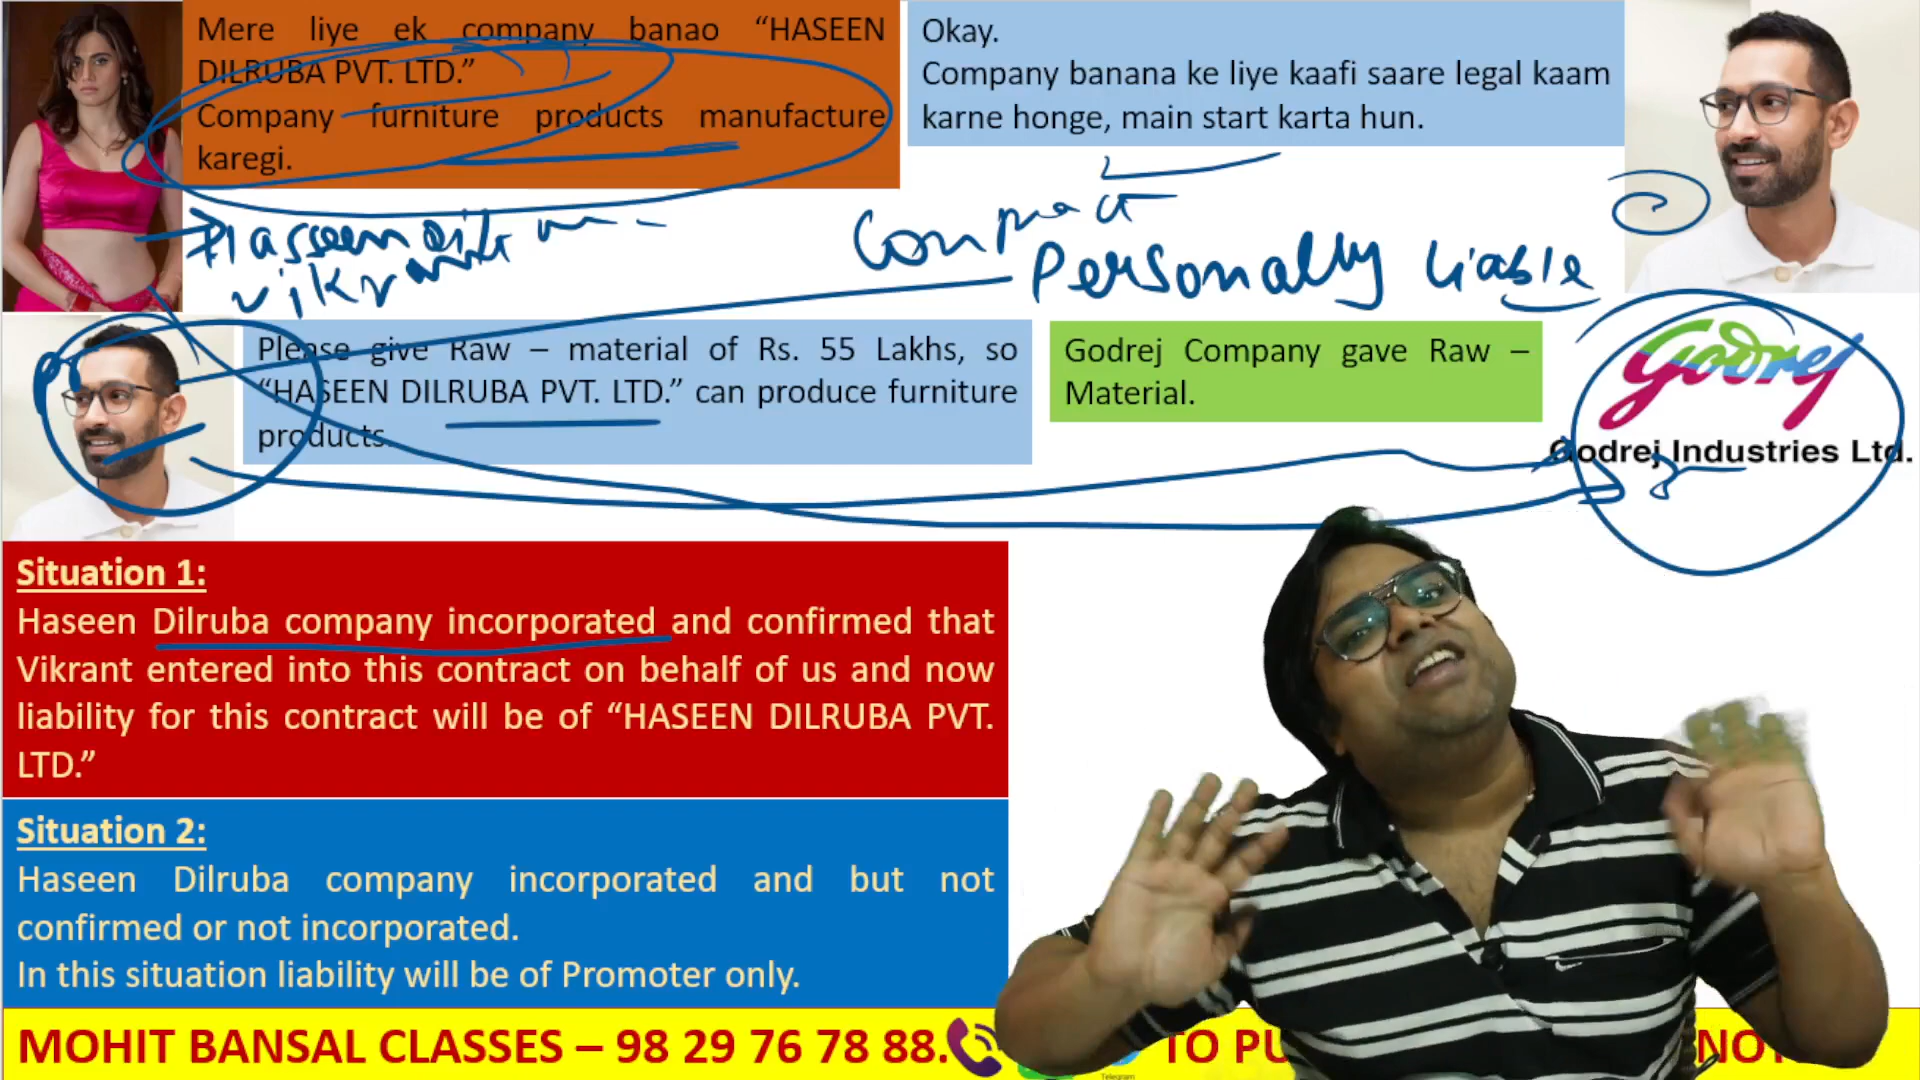 Mere liye ek company banao “HASEEN
DILRUBA PVT. LTD.”
Company furniture products manufacture
karegi.
Okay.
Company banana ke liye kaafi saare legal kaam
karne honge, main start karta hun.
Personally liable
Please give Raw – material of Rs. 55 Lakhs, so
“HASEEN DILRUBA PVT. LTD.” can produce furniture
products.
Godrej Company gave Raw –
Material.
Godrej
Godrej Industries Ltd.
Situation 1:
Haseen Dilruba company incorporated and confirmed that
Vikrant entered into this contract on behalf of us and now
liability for this contract will be of “HASEEN DILRUBA PVT.
LTD.”
Situation 2:
Haseen Dilruba company incorporated and but not
confirmed or not incorporated.
In this situation liability will be of Promoter only.
MOHIT BANSAL CLASSES – 98 29 76 78 88.
TO
Telegram